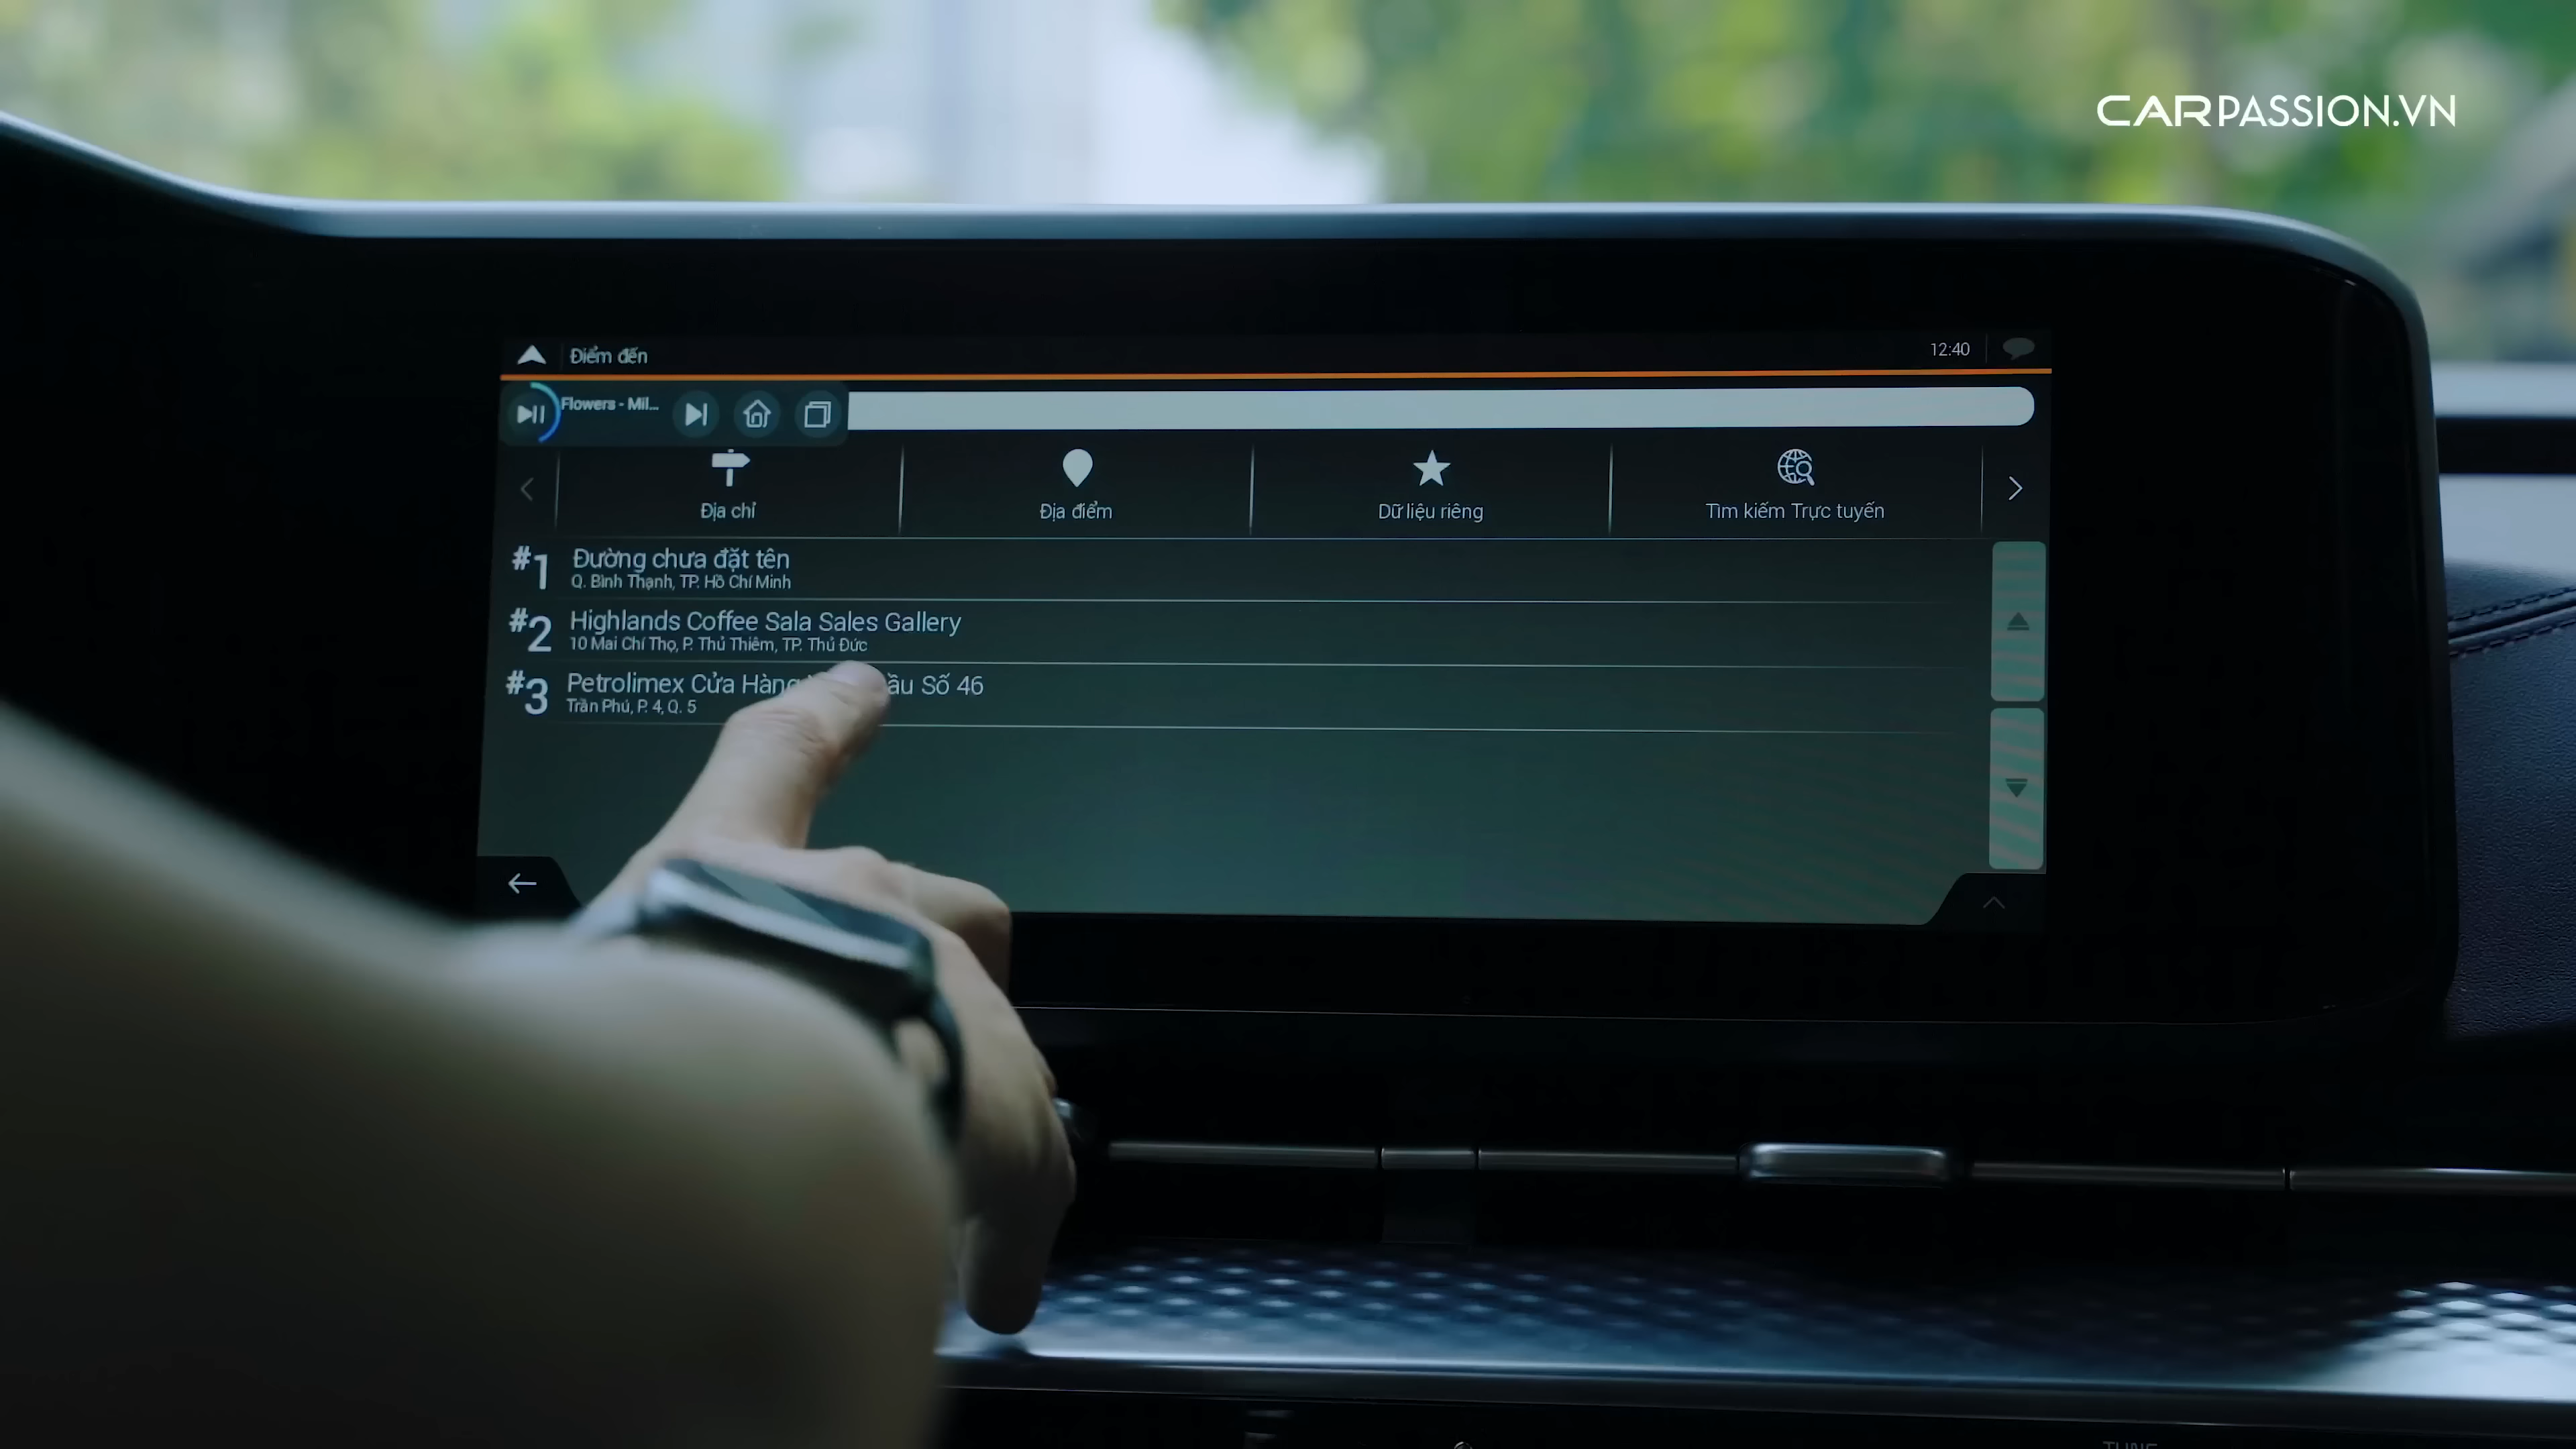 CARPASSION.VN
Điểm đến
12:40
Flowers - Mil...
Địa chỉ
Địa điểm
Dữ liệu riêng
Tìm kiếm Trực tuyến
#1 Đường chưa đặt tên
Q. Bình Thạnh, TP. Hồ Chí Minh
#2 Highlands Coffee Sala Sales Gallery
10 Mai Chí Thọ, P. Thủ Thiêm, TP. Thủ Đức
#3 Petrolimex Cửa Hàng Số 46
Trần Phú, P. 4, Q. 5